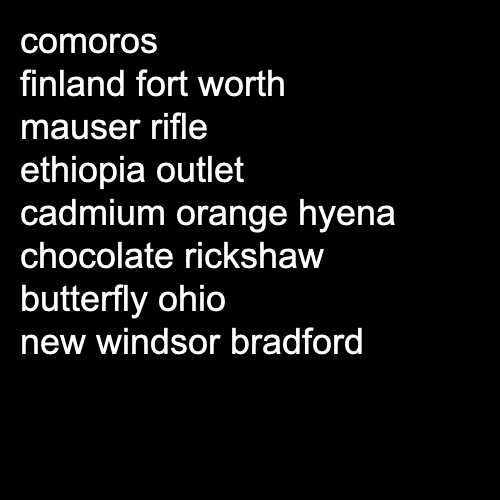 comoros
finland fort worth
mauser rifle
ethiopia outlet
cadmium orange hyena
chocolate rickshaw
butterfly ohio
new windsor bradford